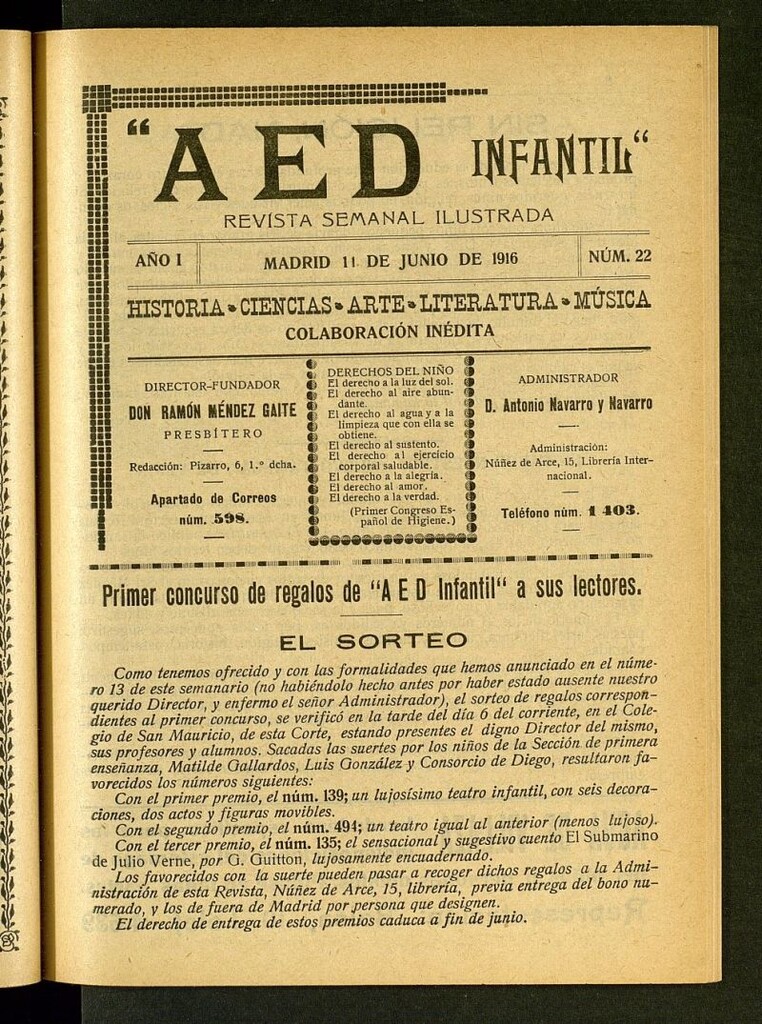 “AED INFANTIL“
REVISTA SEMANAL ILUSTRADA
AÑO I
MADRID 11 DE JUNIO DE 1916
NÚM. 22
HISTORIA CIENCIAS ARTE LITERATURA MÚSICA
COLABORACIÓN INÉDITA
DIRECTOR-FUNDADOR
DON RAMÓN MÉNDEZ GAITE
PRESBÍTERO
Redacción: Pizarro, 6, 1.º dcha.
Apartado de Correos
núm. 598.
DERECHOS DEL NIÑO
El derecho a la luz del sol.
El derecho al aire abun-
dante.
El derecho al agua y a la
limpieza que con ella se
obtiene.
El derecho al sustento.
El derecho al ejercicio
corporal saludable.
El derecho a la alegría.
El derecho al amor.
El derecho a la verdad.
(Primer Congreso Es-
pañol de Higiene.)
ADMINISTRADOR
D. Antonio Navarro y Navarro
Administración:
Núñez de Arce, 15, Librería Inter-
nacional.
Teléfono núm. 1 403.
Primer concurso de regalos de “A E D Infantil“ a sus lectores.
EL SORTEO
Como tenemos ofrecido y con las formalidades que hemos anunciado en el núme-
ro 13 de este semanario (no habiéndolo hecho antes por haber estado ausente nuestro
querido Director, y enfermo el señor Administrador), el sorteo de regalos correspon-
dientes al primer concurso, se verificó en la tarde del día 6 del corriente, en el Cole-
gio de San Mauricio, de esta Corte, estando presentes el digno Director del mismo,
sus profesores y alumnos. Sacadas las suertes por los niños de la Sección de primera
enseñanza, Matilde Gallardos, Luis González y Consorcio de Diego, resultaron fa-
vorecidos los números siguientes:
Con el primer premio, el núm. 139; un lujosísimo teatro infantil, con seis decora-
ciones, dos actos y figuras movibles.
Con el segundo premio, el núm. 494; un teatro igual al anterior (menos lujoso).
Con el tercer premio, el núm. 135; el sensacional y sugestivo cuento El Submarino
de Julio Verne, por G. Guitton, lujosamente encuadernado.
Los favorecidos con la suerte pueden pasar a recoger dichos regalos a la Admi-
nistración de esta Revista, Núñez de Arce, 15, librería, previa entrega del bono nu-
merado, y los de fuera de Madrid por persona que designen.
El derecho de entrega de estos premios caduca a fin de junio.